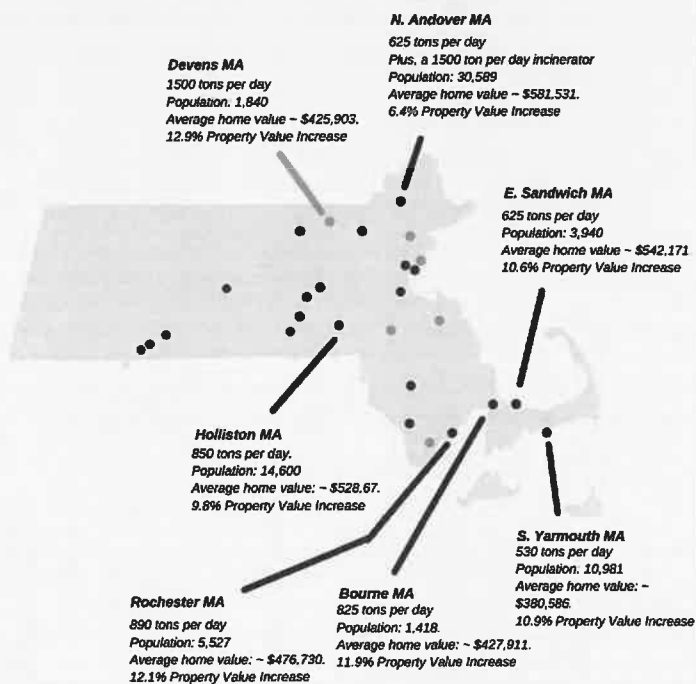 N. Andover MA
625 tons per day
Plus, a 1500 ton per day incinerator
Population: 30,589
Average home value ~ $581,531.
6.4% Property Value Increase
Devens MA
1500 tons per day
Population: 1,840
Average home value ~ $425,903.
12.9% Property Value Increase
E. Sandwich MA
625 tons per day
Population: 3,940
Average home value ~ $542,171
10.6% Property Value Increase
Holliston MA
850 tons per day.
Population: 14,600
Average home value: ~ $528.67.
9.8% Property Value Increase
S. Yarmouth MA
530 tons per day
Population: 10,981
Average home value: ~
$380,586.
10.9% Property Value Increase
Rochester MA
890 tons per day
Population: 5,527
Average home value: ~ $476,730.
12.1% Property Value Increase
Bourne MA
825 tons per day
Population: 1,418.
Average home value: ~ $427,911.
11.9% Property Value Increase